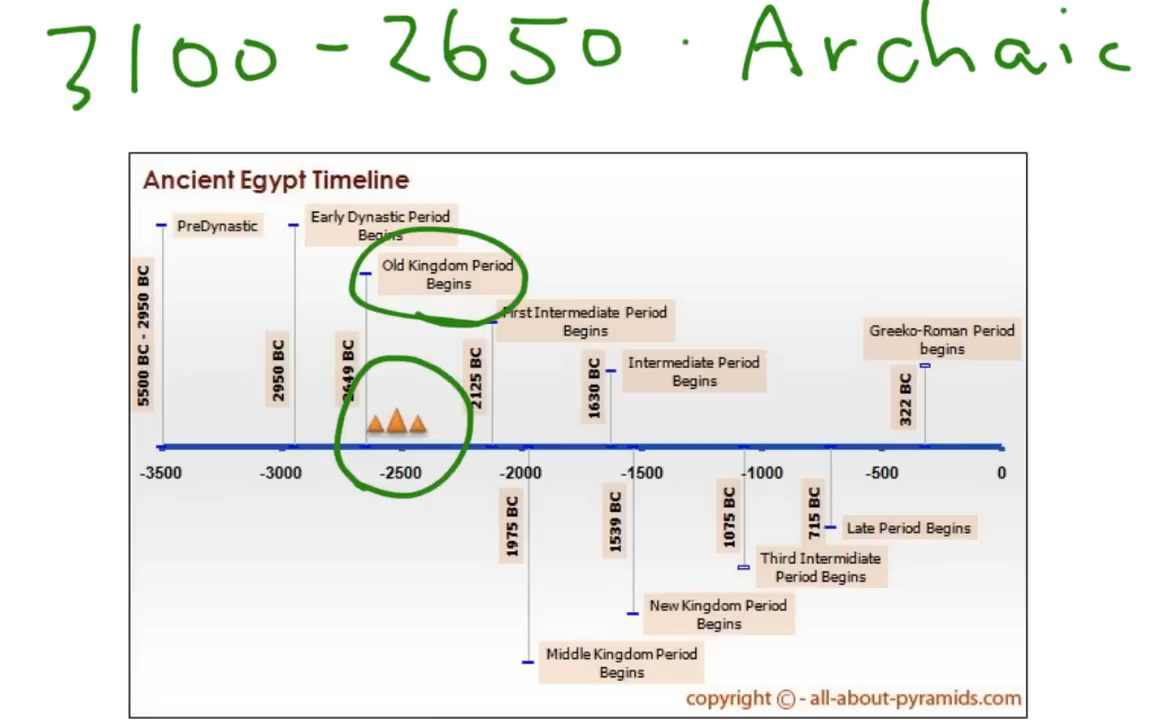 3100 - 2650 · Archaic
Ancient Egypt Timeline
PreDynastic
Early Dynastic Period
Begins
Old Kingdom Period
Begins
First Intermediate Period
Begins
Intermediate Period
Begins
Greeko-Roman Period
begins
5500 BC - 2950 BC
2950 BC
2649 BC
2125 BC
1630 BC
322 BC
-3500 -3000 -2500 -2000 -1500 -1000 -500 0
1975 BC
1539 BC
1075 BC
715 BC
Late Period Begins
Third Intermidiate
Period Begins
New Kingdom Period
Begins
Middle Kingdom Period
Begins
copyright © - all-about-pyramids.com